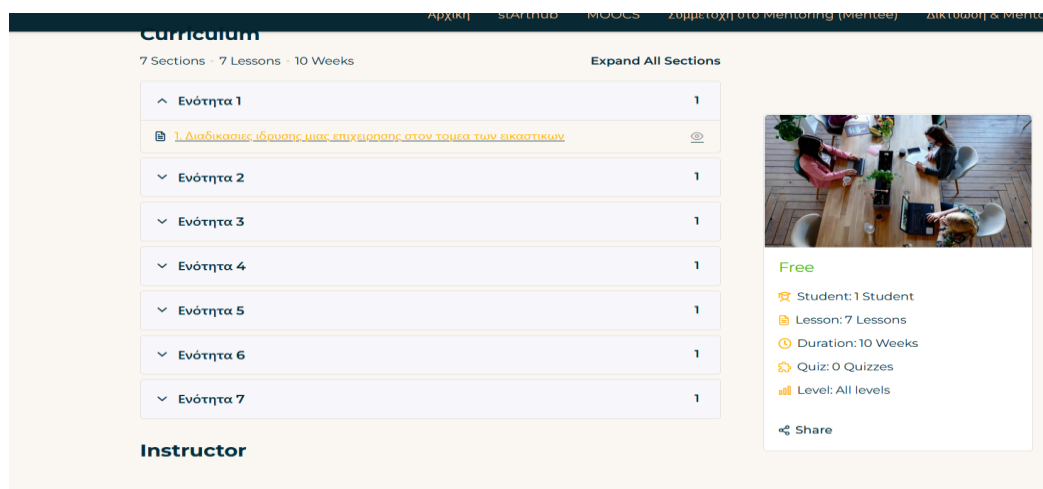 Αρχική stArthub MOOCS Συμμετοχή στο Mentoring (Mentee) Δικτύωση & Mento
Curriculum
7 Sections · 7 Lessons · 10 Weeks Expand All Sections
Ενότητα 1 1
1. Διαδικασιες ιδρυσης μιας επιχειρησης στον τομεα των εικαστικων
Ενότητα 2 1
Ενότητα 3 1
Ενότητα 4 1
Ενότητα 5 1
Ενότητα 6 1
Ενότητα 7 1
Free
Student: 1 Student
Lesson: 7 Lessons
Duration: 10 Weeks
Quiz: 0 Quizzes
Level: All levels
Share
Instructor